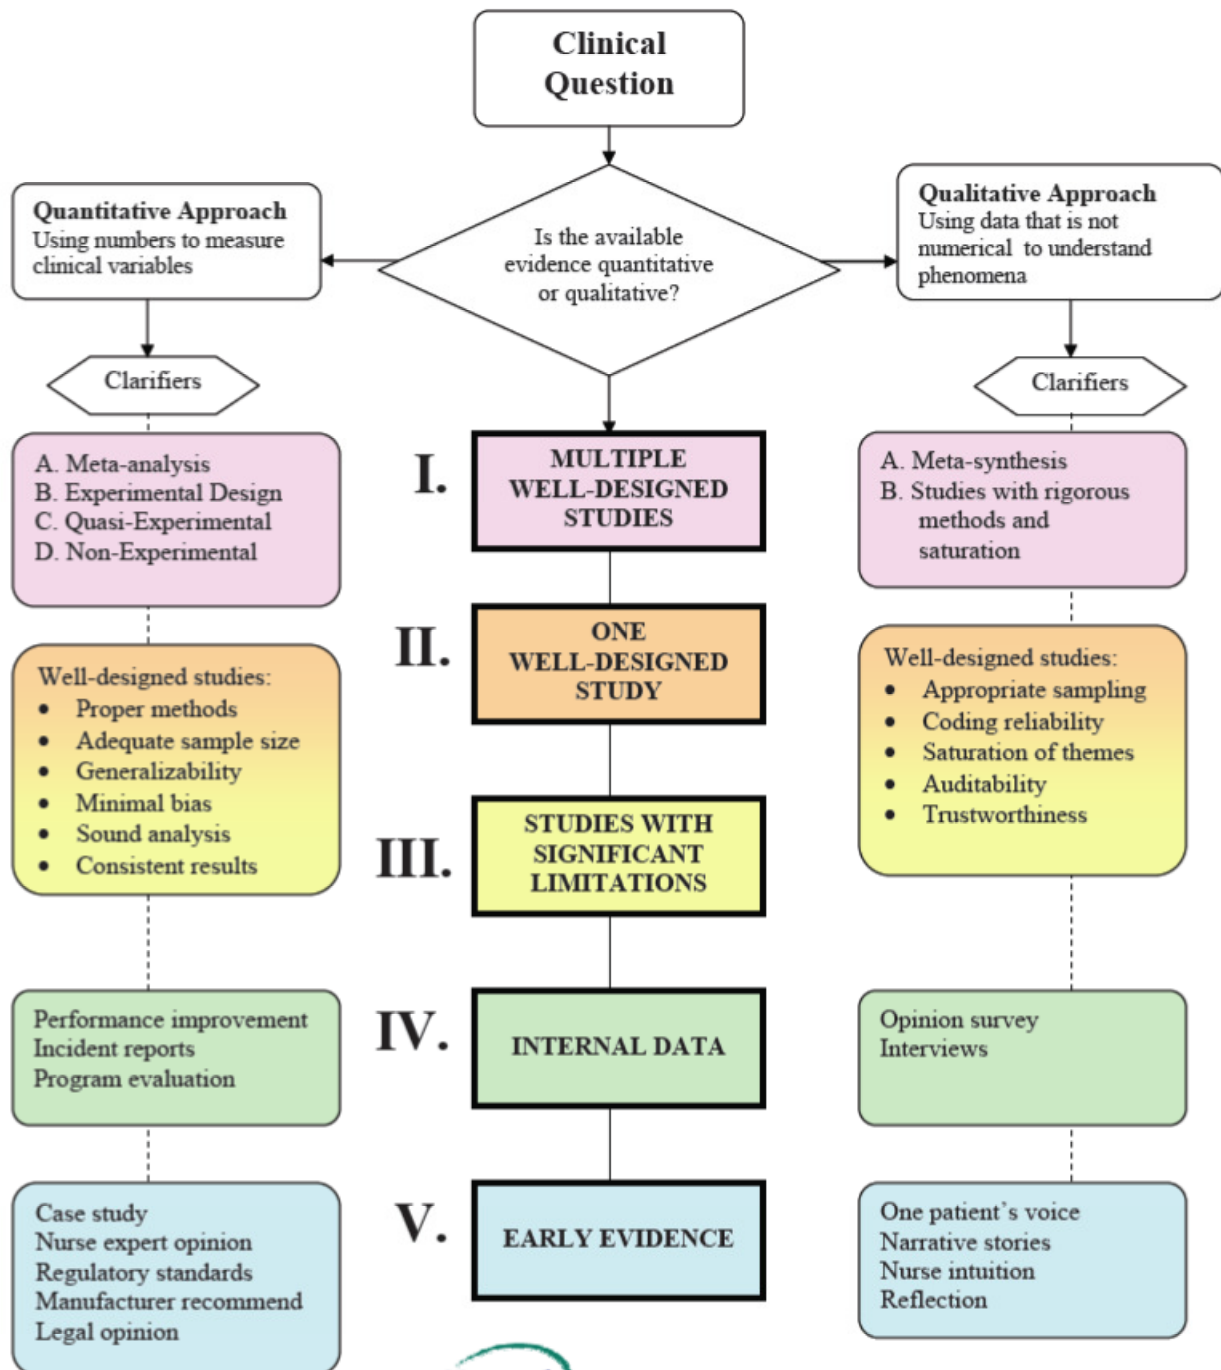 Clinical
Question
Quantitative Approach
Using numbers to measure
clinical variables
Is the available
evidence quantitative
or qualitative?
Qualitative Approach
Using data that is not
numerical to understand
phenomena
Clarifiers
Clarifiers
A. Meta-analysis
B. Experimental Design
C. Quasi-Experimental
D. Non-Experimental
I.
MULTIPLE
WELL-DESIGNED
STUDIES
A. Meta-synthesis
B. Studies with rigorous
methods and
saturation
Well-designed studies:
• Proper methods
• Adequate sample size
• Generalizability
• Minimal bias
• Sound analysis
• Consistent results
II.
ONE
WELL-DESIGNED
STUDY
Well-designed studies:
• Appropriate sampling
• Coding reliability
• Saturation of themes
• Auditability
• Trustworthiness
III.
STUDIES WITH
SIGNIFICANT
LIMITATIONS
Performance improvement
Incident reports
Program evaluation
IV.
INTERNAL DATA
Opinion survey
Interviews
Case study
Nurse expert opinion
Regulatory standards
Manufacturer recommend
Legal opinion
V.
EARLY EVIDENCE
One patient’s voice
Narrative stories
Nurse intuition
Reflection